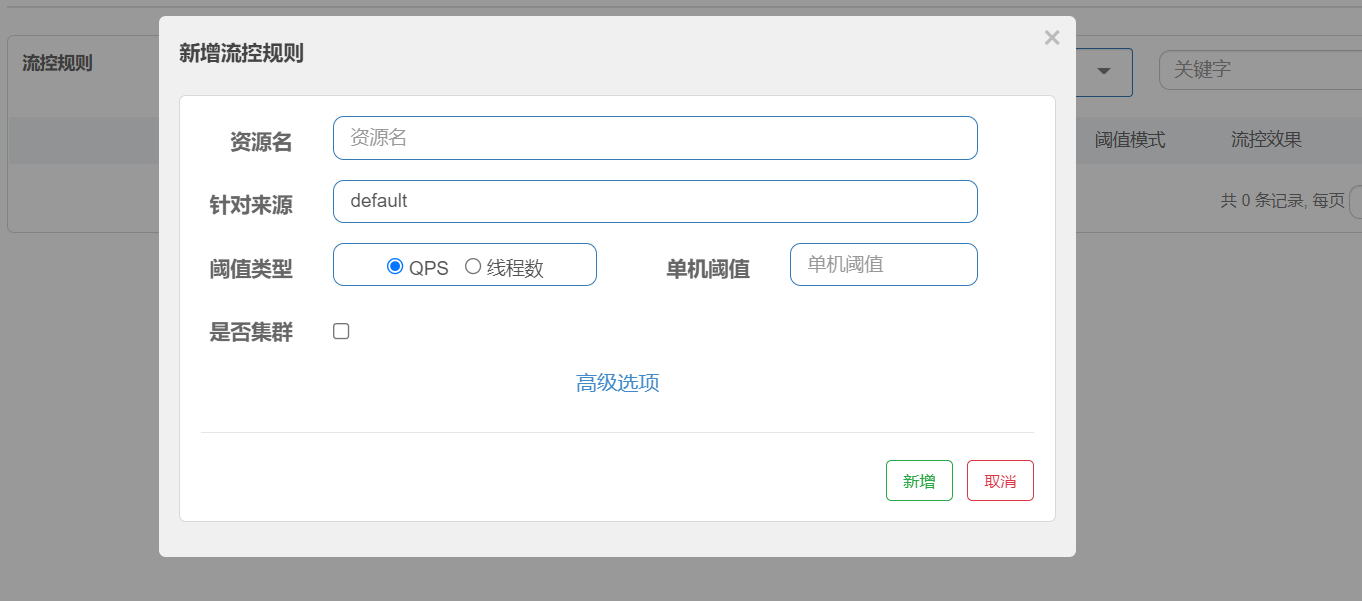 新增流控规则
×
流控规则
关键字
资源名
资源名
阈值模式
流控效果
针对来源
default
共 0 条记录, 每页
阈值类型
QPS
线程数
单机阈值
单机阈值
是否集群
高级选项
新增
取消